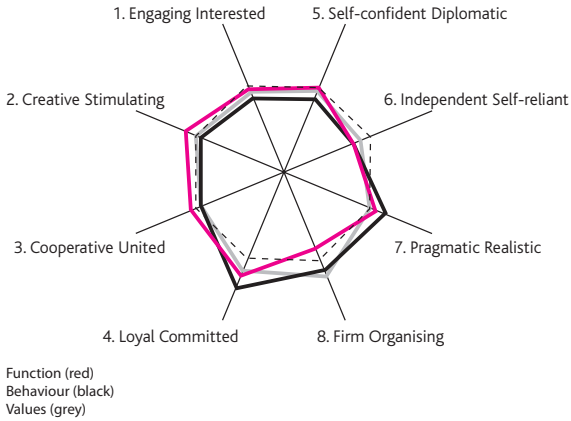 1. Engaging Interested
5. Self-confident Diplomatic
2. Creative Stimulating
6. Independent Self-reliant
3. Cooperative United
7. Pragmatic Realistic
4. Loyal Committed
8. Firm Organising
Function (red)
Behaviour (black)
Values (grey)